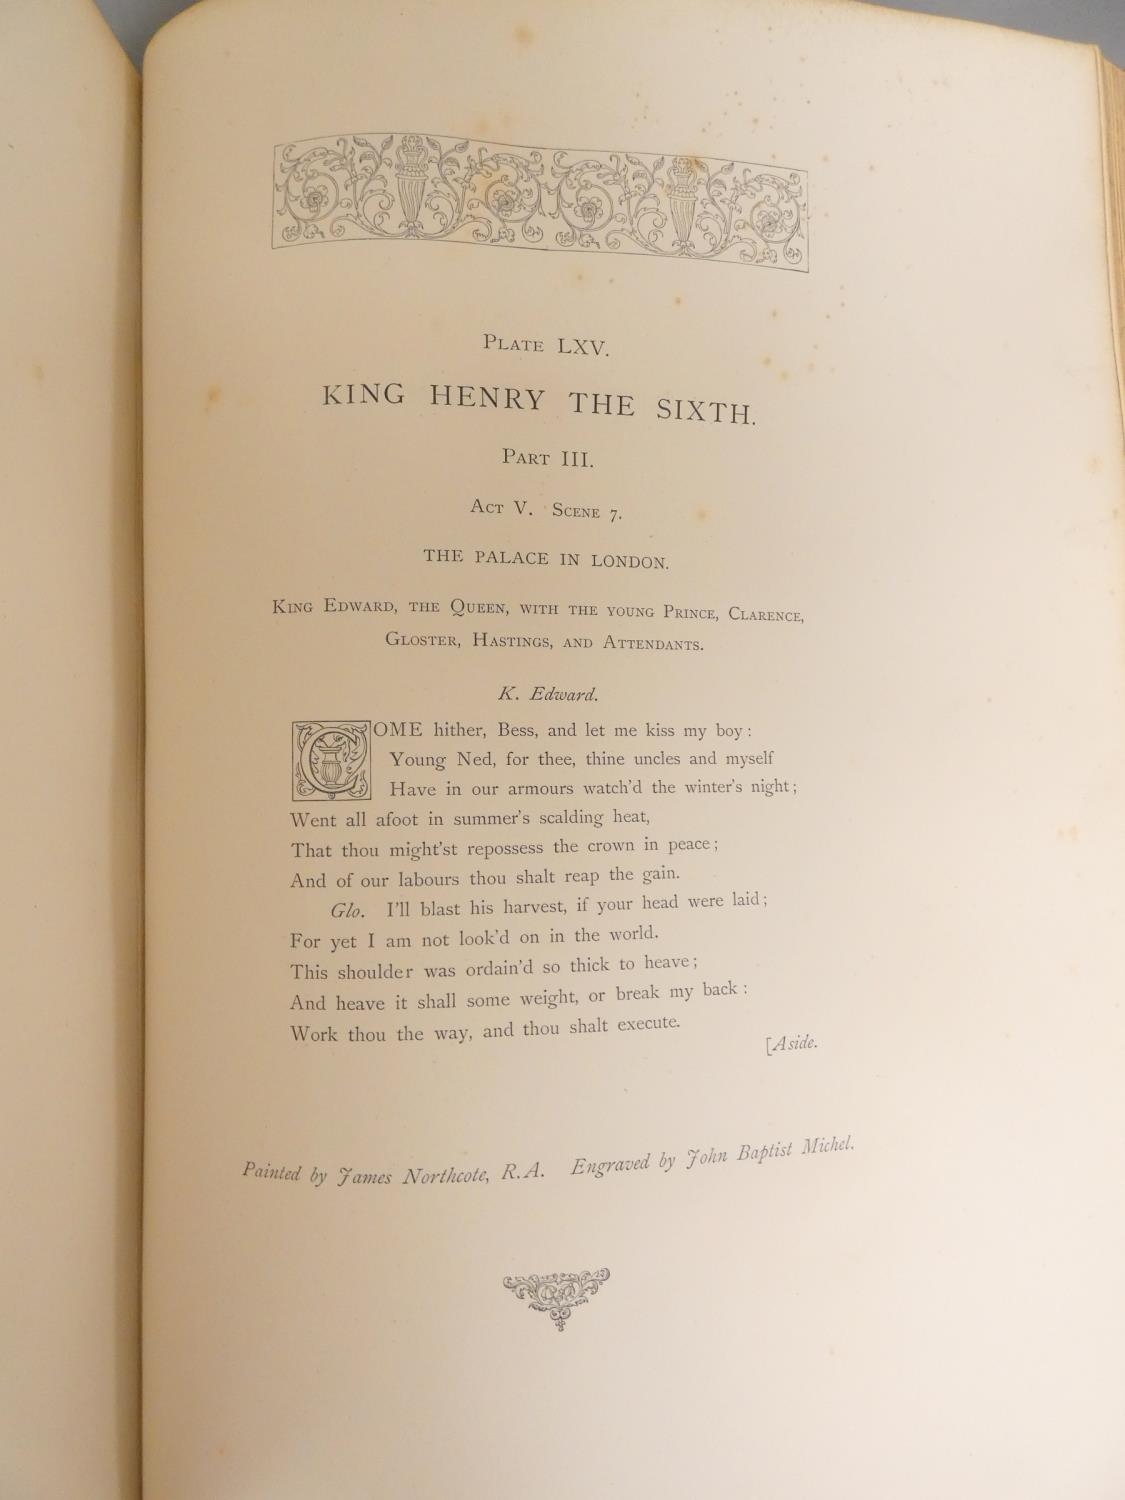 Plate LXV.
KING HENRY THE SIXTH.
Part III.
Act V. Scene 7.
THE PALACE IN LONDON.
King Edward, the Queen, with the young Prince, Clarence,
Gloster, Hastings, and Attendants.
K. Edward.
COME hither, Bess, and let me kiss my boy:
Young Ned, for thee, thine uncles and myself
Have in our armours watch'd the winter's night;
Went all afoot in summer's scalding heat,
That thou might'st repossess the crown in peace;
And of our labours thou shalt reap the gain.
Glo. I'll blast his harvest, if your head were laid;
For yet I am not look'd on in the world.
This shoulder was ordain'd so thick to heave;
And heave it shall some weight, or break my back:
Work thou the way, and thou shalt execute.
[Aside.
Painted by James Northcote, R.A. Engraved by John Baptist Michel.